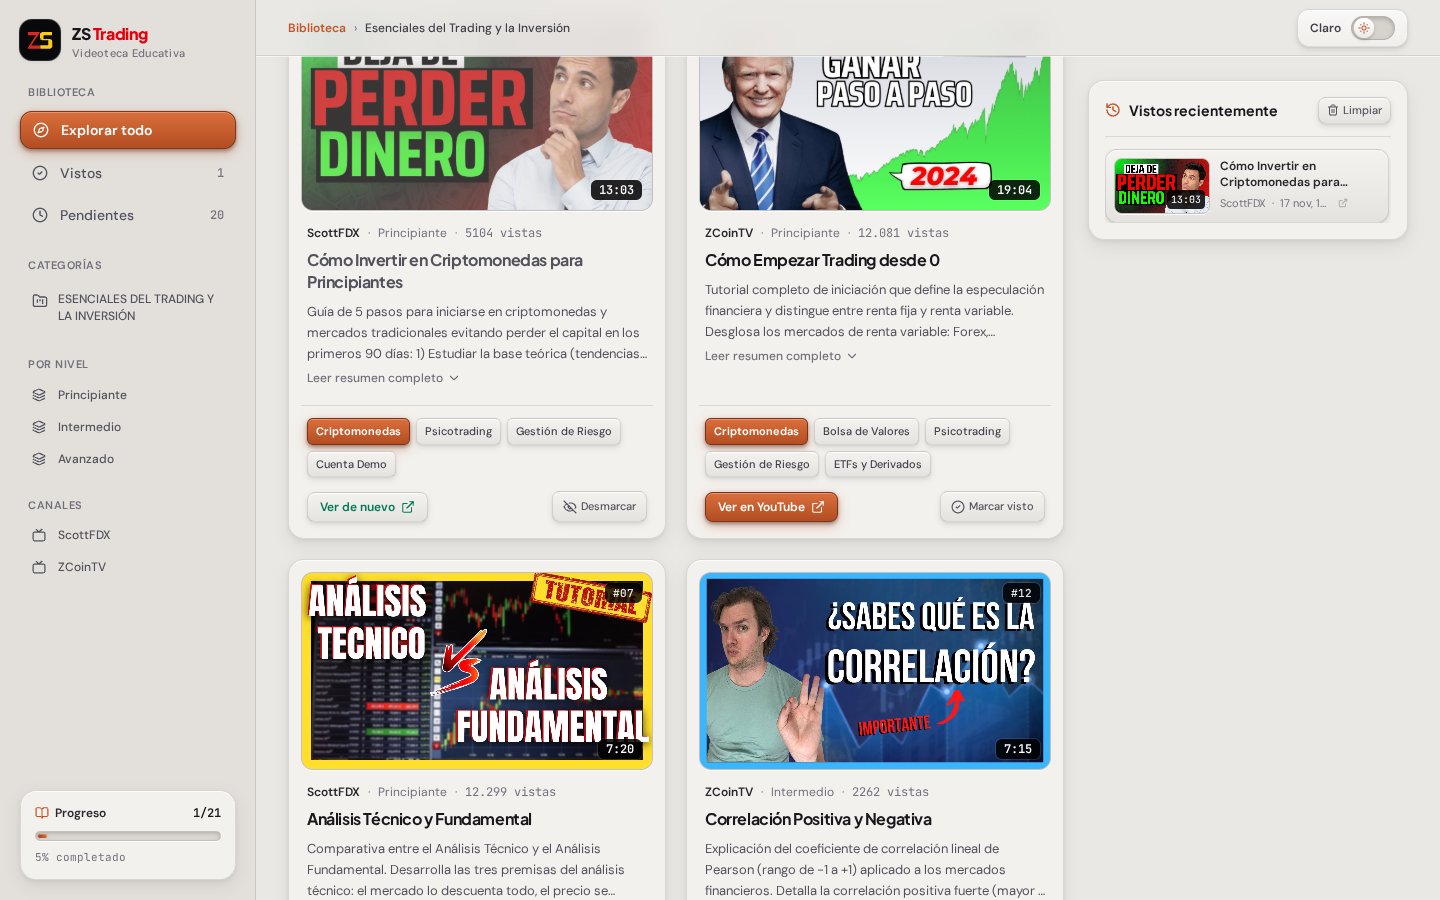 ZS Trading
Videoteca Educativa
BIBLIOTECA
Explorar todo
Vistos 1
Pendientes 20
CATEGORÍAS
ESENCIALES DEL TRADING Y
LA INVERSIÓN
POR NIVEL
Principiante
Intermedio
Avanzado
CANALES
ScottFDX
ZCoinTV
Progreso 1/21
5% completado
Biblioteca › Esenciales del Trading y la Inversión
Claro
DEJA DE
PERDER
DINERO
13:03
ScottFDX · Principiante · 5104 vistas
Cómo Invertir en Criptomonedas para
Principiantes
Guía de 5 pasos para iniciarse en criptomonedas y
mercados tradicionales evitando perder el capital en los
primeros 90 días: 1) Estudiar la base teórica (tendencias...
Leer resumen completo
Criptomonedas Psicotrading Gestión de Riesgo
Cuenta Demo
Ver de nuevo Desmarcar
GANAR
PASO A PASO
2024
19:04
ZCoinTV · Principiante · 12.081 vistas
Cómo Empezar Trading desde 0
Tutorial completo de iniciación que define la especulación
financiera y distingue entre renta fija y renta variable.
Desglosa los mercados de renta variable: Forex,...
Leer resumen completo
Criptomonedas Bolsa de Valores Psicotrading
Gestión de Riesgo ETFs y Derivados
Ver en YouTube Marcar visto
ANÁLISIS
TECNICO
VS
ANÁLISIS
FUNDAMENTAL
TUTORIAL
#07
7:20
ScottFDX · Principiante · 12.299 vistas
Análisis Técnico y Fundamental
Comparativa entre el Análisis Técnico y el Análisis
Fundamental. Desarrolla las tres premisas del análisis
técnico: el mercado lo descuenta todo, el precio se...
#12
¿SABES QUÉ ES LA
CORRELACIÓN?
IMPORTANTE
7:15
ZCoinTV · Intermedio · 2262 vistas
Correlación Positiva y Negativa
Explicación del coeficiente de correlación lineal de
Pearson (rango de -1 a +1) aplicado a los mercados
financieros. Detalla la correlación positiva fuerte (mayor ...
Vistos recientemente Limpiar
DEJA DE
PERDER
DINERO
13:03
Cómo Invertir en
Criptomonedas para...
ScottFDX · 17 nov, 1...